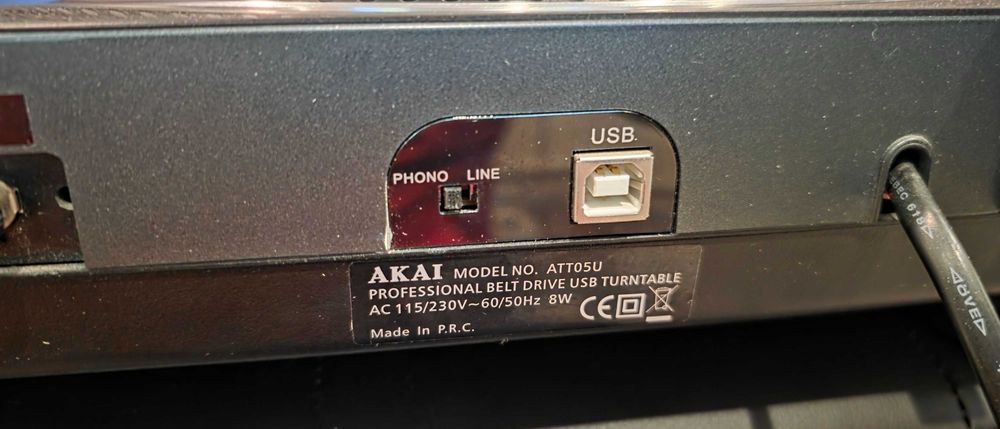 USB
PHONO LINE
AKAI MODEL NO. ATT05U
PROFESSIONAL BELT DRIVE USB TURNTABLE
AC 115/230V~60/50Hz 8W
CE
Made In P.R.C.